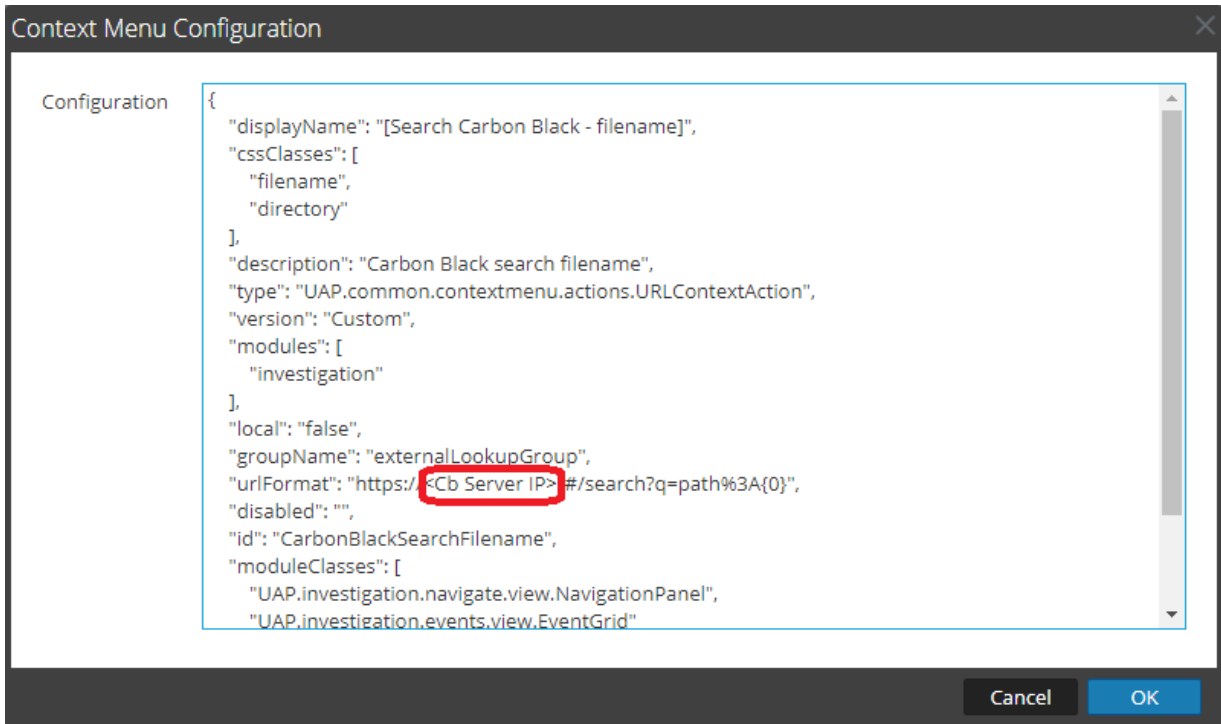 Context Menu Configuration
Configuration
{
"displayName": "[Search Carbon Black - filename]",
"cssClasses": [
"filename",
"directory"
],
"description": "Carbon Black search filename",
"type": "UAP.common.contextmenu.actions.URLContextAction",
"version": "Custom",
"modules": [
"investigation"
],
"local": "false",
"groupName": "externalLookupGroup",
"urlFormat": "https://<Cb Server IP>/#/search?q=path%3A{0}",
"disabled": "",
"id": "CarbonBlackSearchFilename",
"moduleClasses": [
"UAP.investigation.navigate.view.NavigationPanel",
"UAP.investigation.events.view.EventGrid"
Cancel OK